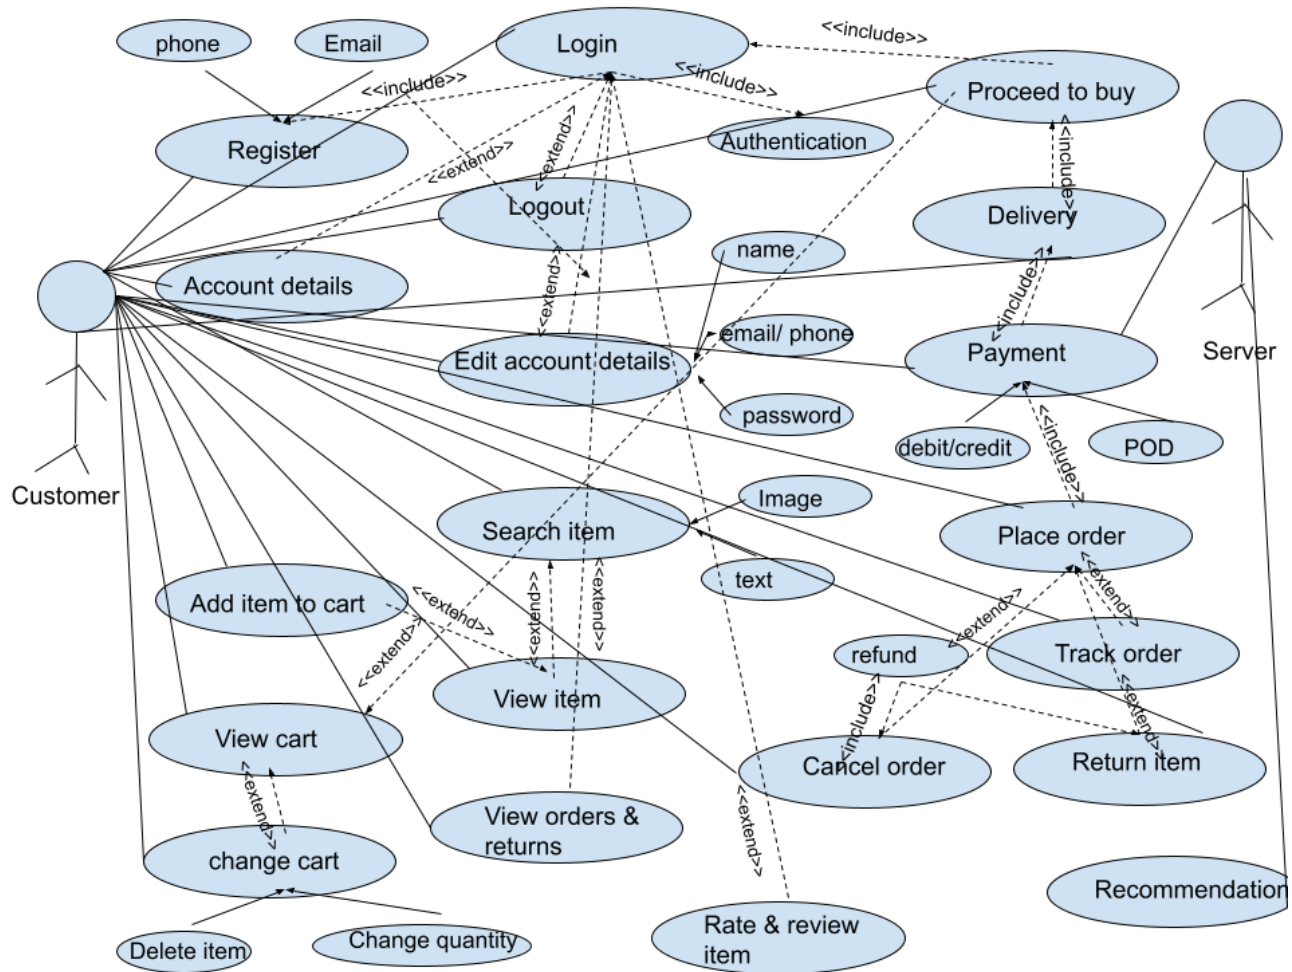 phone
Email
Login
<<include>>
Proceed to buy
<<include>>
<<include>>
Register
Authentication
<<extend>>
<<extend>>
<<include>>
Logout
Delivery
name
Account details
<<extend>>
<<include>>
email/ phone
Edit account details
Payment
Server
password
debit/credit
POD
<<include>>
Customer
Image
Search item
Place order
text
<<extend>>
<<extend>>
<<extend>>
Add item to cart
<<extend>>
<<extend>>
<<extend>>
<<extend>>
refund
Track order
View item
<<extend>>
<<include>>
View cart
Cancel order
Return item
<<extend>>
<<extend>>
View orders &
returns
change cart
Recommendation
Delete item
Change quantity
Rate & review
item